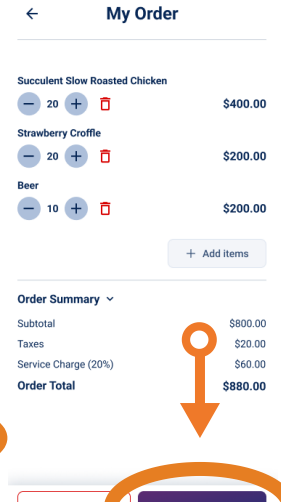 My Order
Succulent Slow Roasted Chicken
20 $400.00
Strawberry Croffle
20 $200.00
Beer
10 $200.00
+ Add items
Order Summary
Subtotal $800.00
Taxes $20.00
Service Charge (20%) $60.00
Order Total $880.00